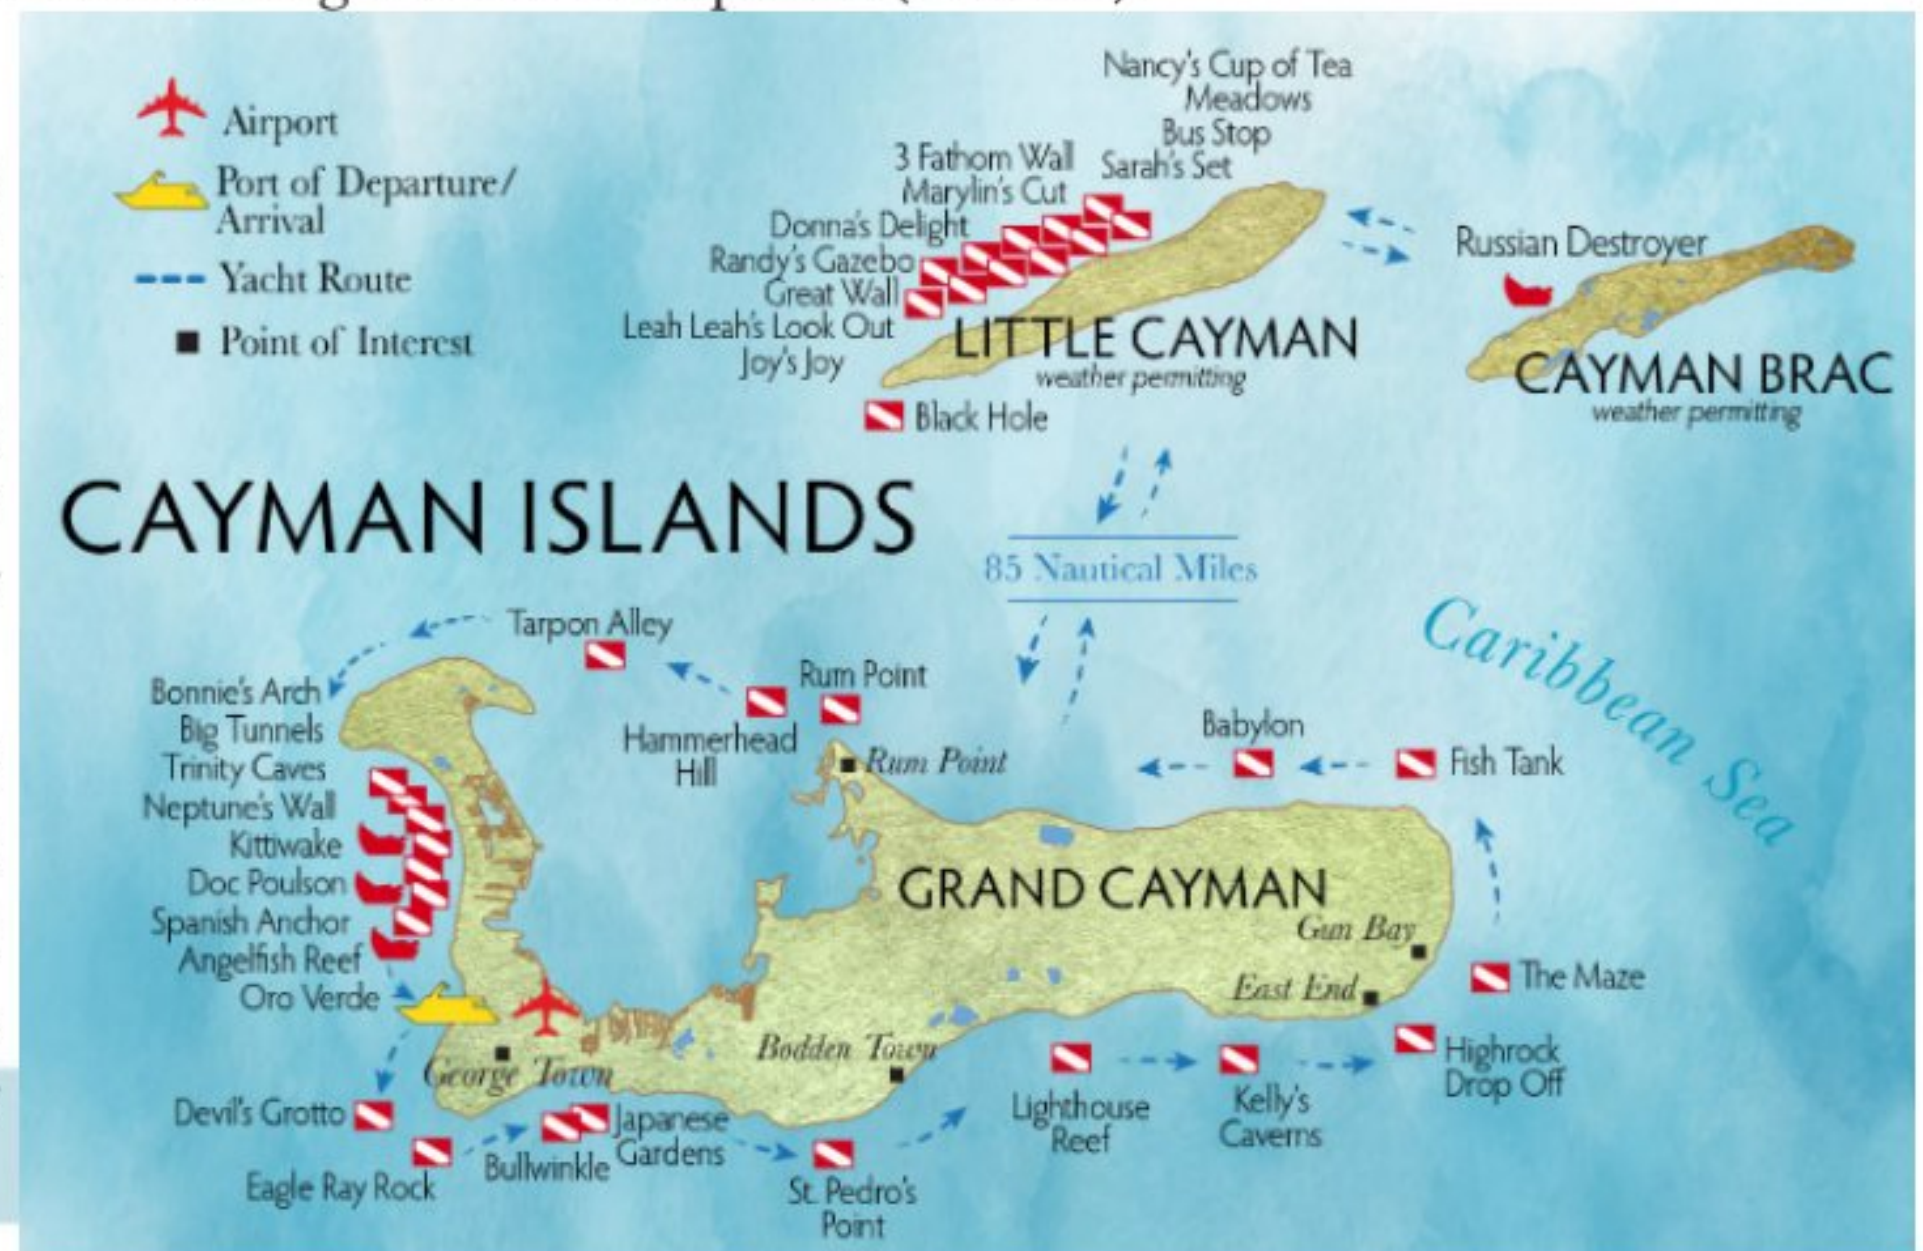 Airport
Port of Departure/
Arrival
Yacht Route
Point of Interest
Nancy's Cup of Tea
Meadows
Bus Stop
Sarah's Set
3 Fathom Wall
Marylin's Cut
Donna's Delight
Randy's Gazebo
Great Wall
Leah Leah's Look Out
Joy's Joy
LITTLE CAYMAN
weather permitting
Black Hole
Russian Destroyer
CAYMAN BRAC
weather permitting
CAYMAN ISLANDS
85 Nautical Miles
Caribbean Sea
Tarpon Alley
Rum Point
Hammerhead
Hill
Rum Point
Babylon
Fish Tank
Bonnie's Arch
Big Tunnels
Trinity Caves
Neptune's Wall
Kittiwake
Doc Poulson
Spanish Anchor
Angelfish Reef
Oro Verde
GRAND CAYMAN
Gun Bay
East End
The Maze
Bodden Town
George Town
Highrock
Drop Off
Lighthouse
Reef
Kelly's
Caverns
Devil's Grotto
Eagle Ray Rock
Bullwinkle
Japanese
Gardens
St. Pedro's
Point